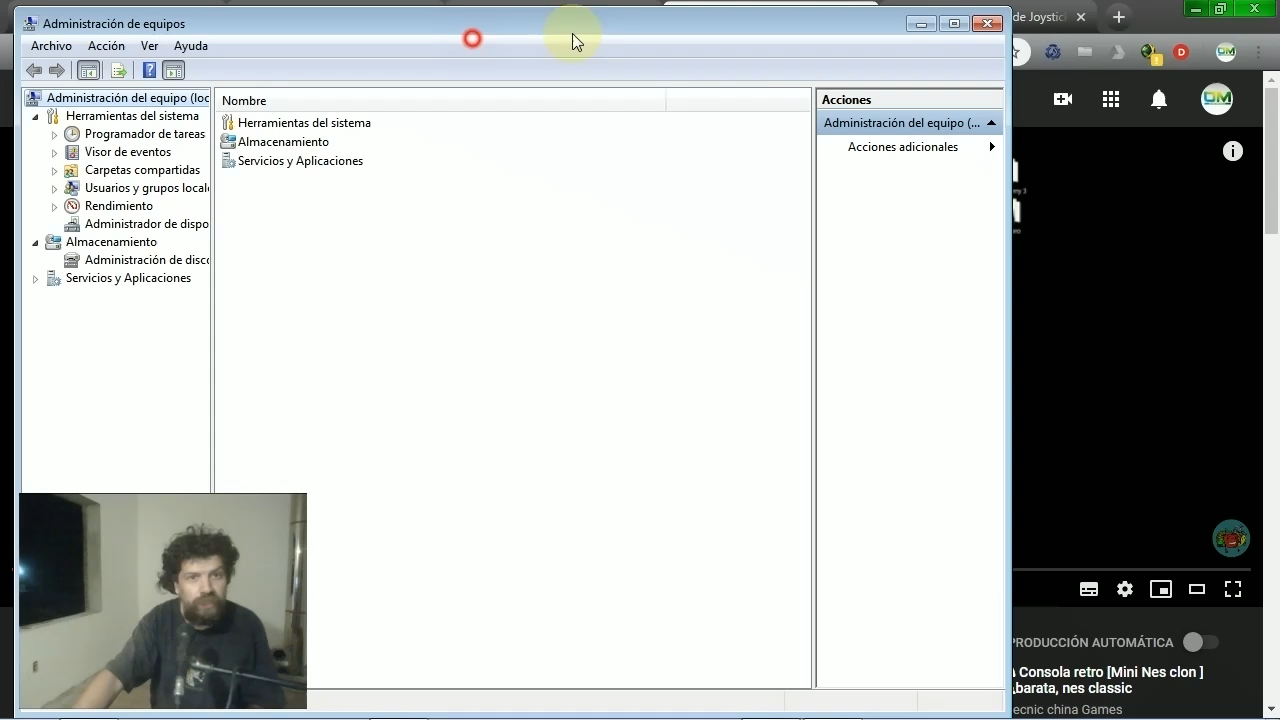 Administración de equipos
de Joystic
Archivo Acción Ver Ayuda
D
OM
OM
Administración del equipo (loc
Herramientas del sistema
Programador de tareas
Visor de eventos
Carpetas compartidas
Usuarios y grupos locale
Rendimiento
Administrador de dispo
Almacenamiento
Administración de disco
Servicios y Aplicaciones
Nombre
Herramientas del sistema
Almacenamiento
Servicios y Aplicaciones
Acciones
Administración del equipo (...
Acciones adicionales
PRODUCCIÓN AUTOMÁTICA
Consola retro [Mini Nes clon ]
barata, nes classic
ecnic china Games